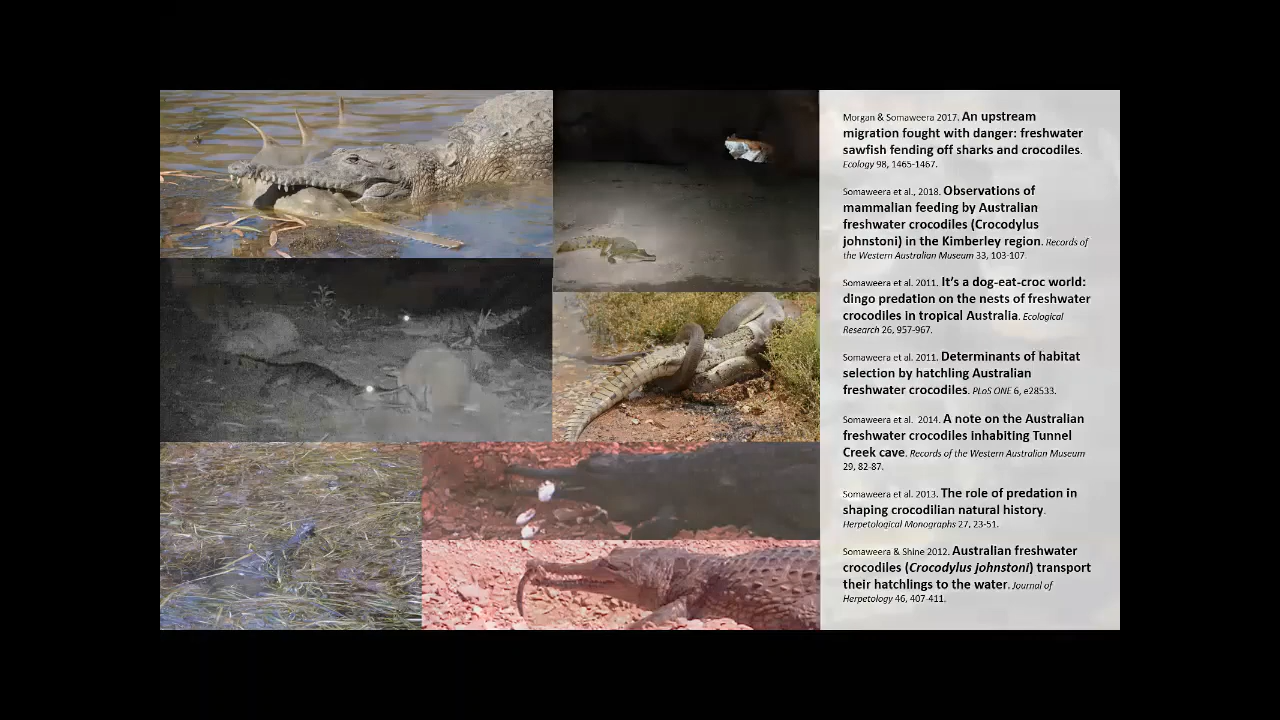 Morgan & Somaweera 2017. An upstream
migration fought with danger: freshwater
sawfish fending off sharks and crocodiles.
Ecology 98, 1465-1467.
Somaweera et al., 2018. Observations of
mammalian feeding by Australian
freshwater crocodiles (Crocodylus
johnstoni) in the Kimberley region. Records of
the Western Australian Museum 33, 103-107
Somaweera et al. 2011. It's a dog-eat-croc world:
dingo predation on the nests of freshwater
crocodiles in tropical Australia. Ecological
Research 26, 957-967.
Somaweera et al. 2011. Determinants of habitat
selection by hatchling Australian
freshwater crocodiles. PLoS ONE 6, e28533.
Somaweera et al. 2014. A note on the Australian
freshwater crocodiles inhabiting Tunnel
Creek cave. Records of the Western Australian Museum
29, 82-87.
Somaweera et al. 2013. The role of predation in
shaping crocodilian natural history.
Herpetological Monographs 27, 23-51.
Somaweera & Shine 2012. Australian freshwater
crocodiles (Crocodylus johnstoni) transport
their hatchlings to the water. Journal of
Herpetology 46, 407-411.